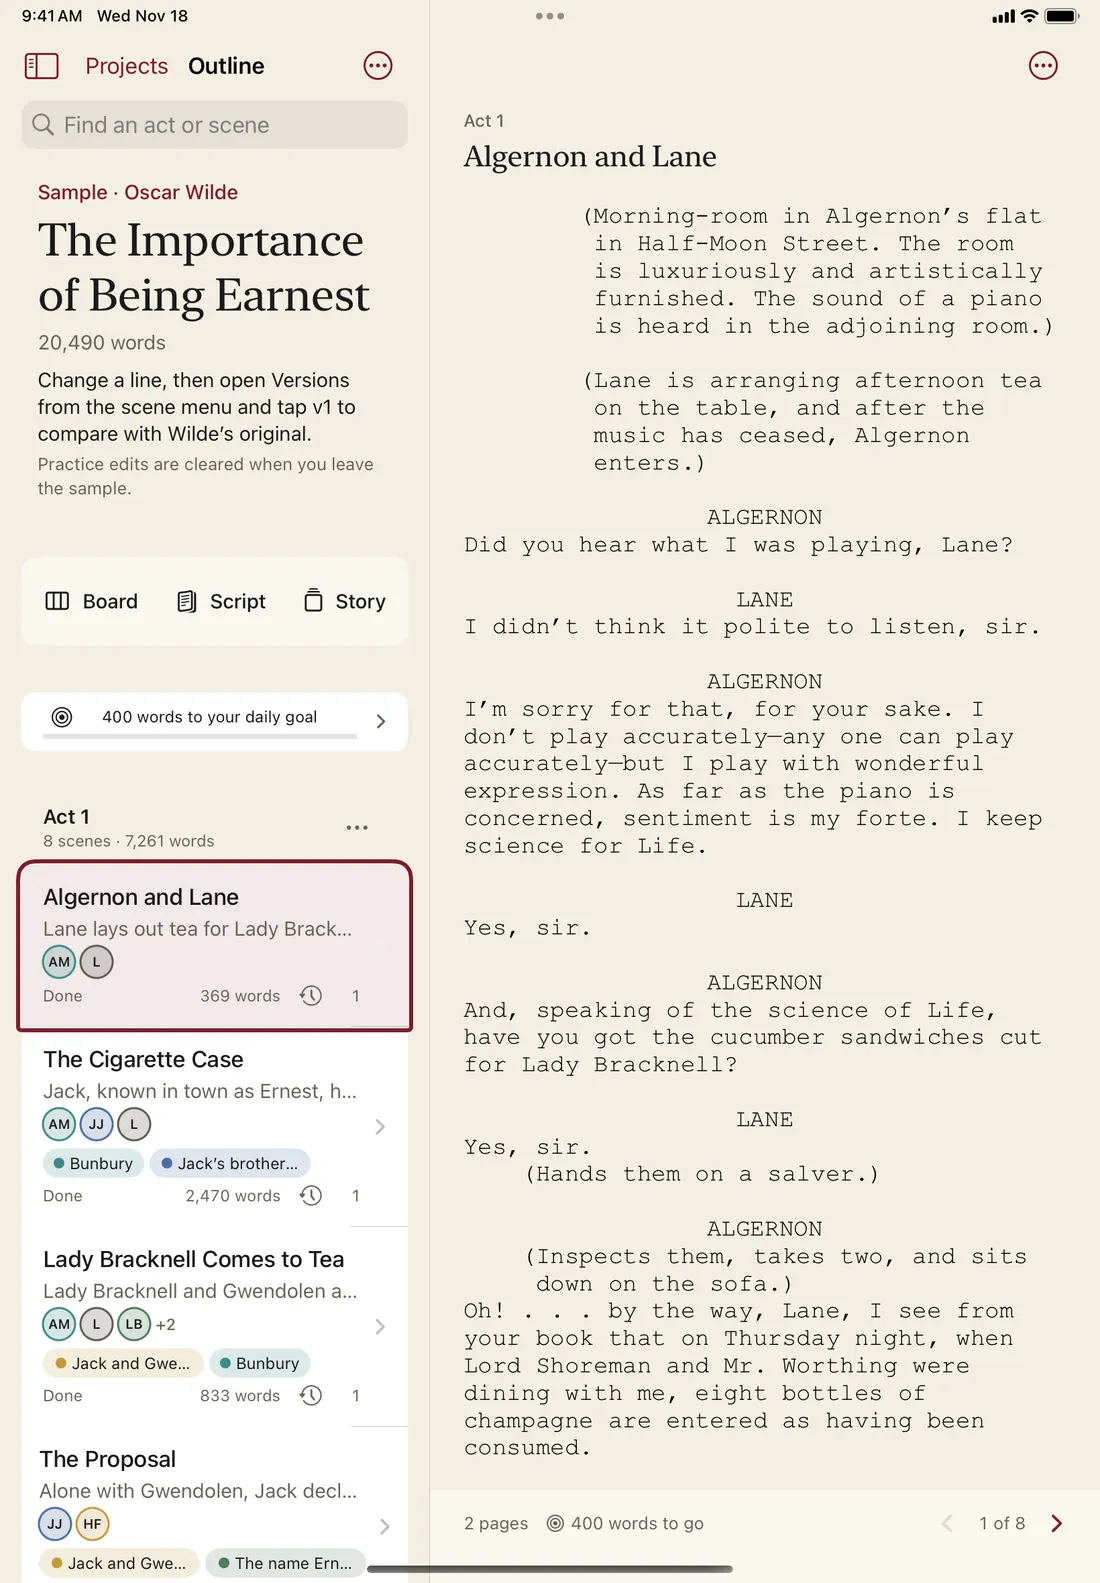 9:41 AM Wed Nov 18
Projects Outline
Find an act or scene
Sample · Oscar Wilde
The Importance
of Being Earnest
20,490 words
Change a line, then open Versions
from the scene menu and tap v1 to
compare with Wilde’s original.
Practice edits are cleared when you leave
the sample.
Board Script Story
400 words to your daily goal
Act 1
8 scenes · 7,261 words
Algernon and Lane
Lane lays out tea for Lady Brack...
AM L
Done 369 words 1
The Cigarette Case
Jack, known in town as Ernest, h...
AM JJ L
Bunbury Jack’s brother...
Done 2,470 words 1
Lady Bracknell Comes to Tea
Lady Bracknell and Gwendolen a...
AM L LB +2
Jack and Gwe... Bunbury
Done 833 words 1
The Proposal
Alone with Gwendolen, Jack decl...
JJ HF
Jack and Gwe... The name Ern...
Act 1
Algernon and Lane
(Morning-room in Algernon’s flat
in Half-Moon Street. The room
is luxuriously and artistically
furnished. The sound of a piano
is heard in the adjoining room.)
(Lane is arranging afternoon tea
on the table, and after the
music has ceased, Algernon
enters.)
ALGERNON
Did you hear what I was playing, Lane?
LANE
I didn’t think it polite to listen, sir.
ALGERNON
I’m sorry for that, for your sake. I
don’t play accurately—any one can play
accurately—but I play with wonderful
expression. As far as the piano is
concerned, sentiment is my forte. I keep
science for Life.
LANE
Yes, sir.
ALGERNON
And, speaking of the science of Life,
have you got the cucumber sandwiches cut
for Lady Bracknell?
LANE
Yes, sir.
(Hands them on a salver.)
ALGERNON
(Inspects them, takes two, and sits
down on the sofa.)
Oh! . . . by the way, Lane, I see from
your book that on Thursday night, when
Lord Shoreman and Mr. Worthing were
dining with me, eight bottles of
champagne are entered as having been
consumed.
2 pages 400 words to go 1 of 8